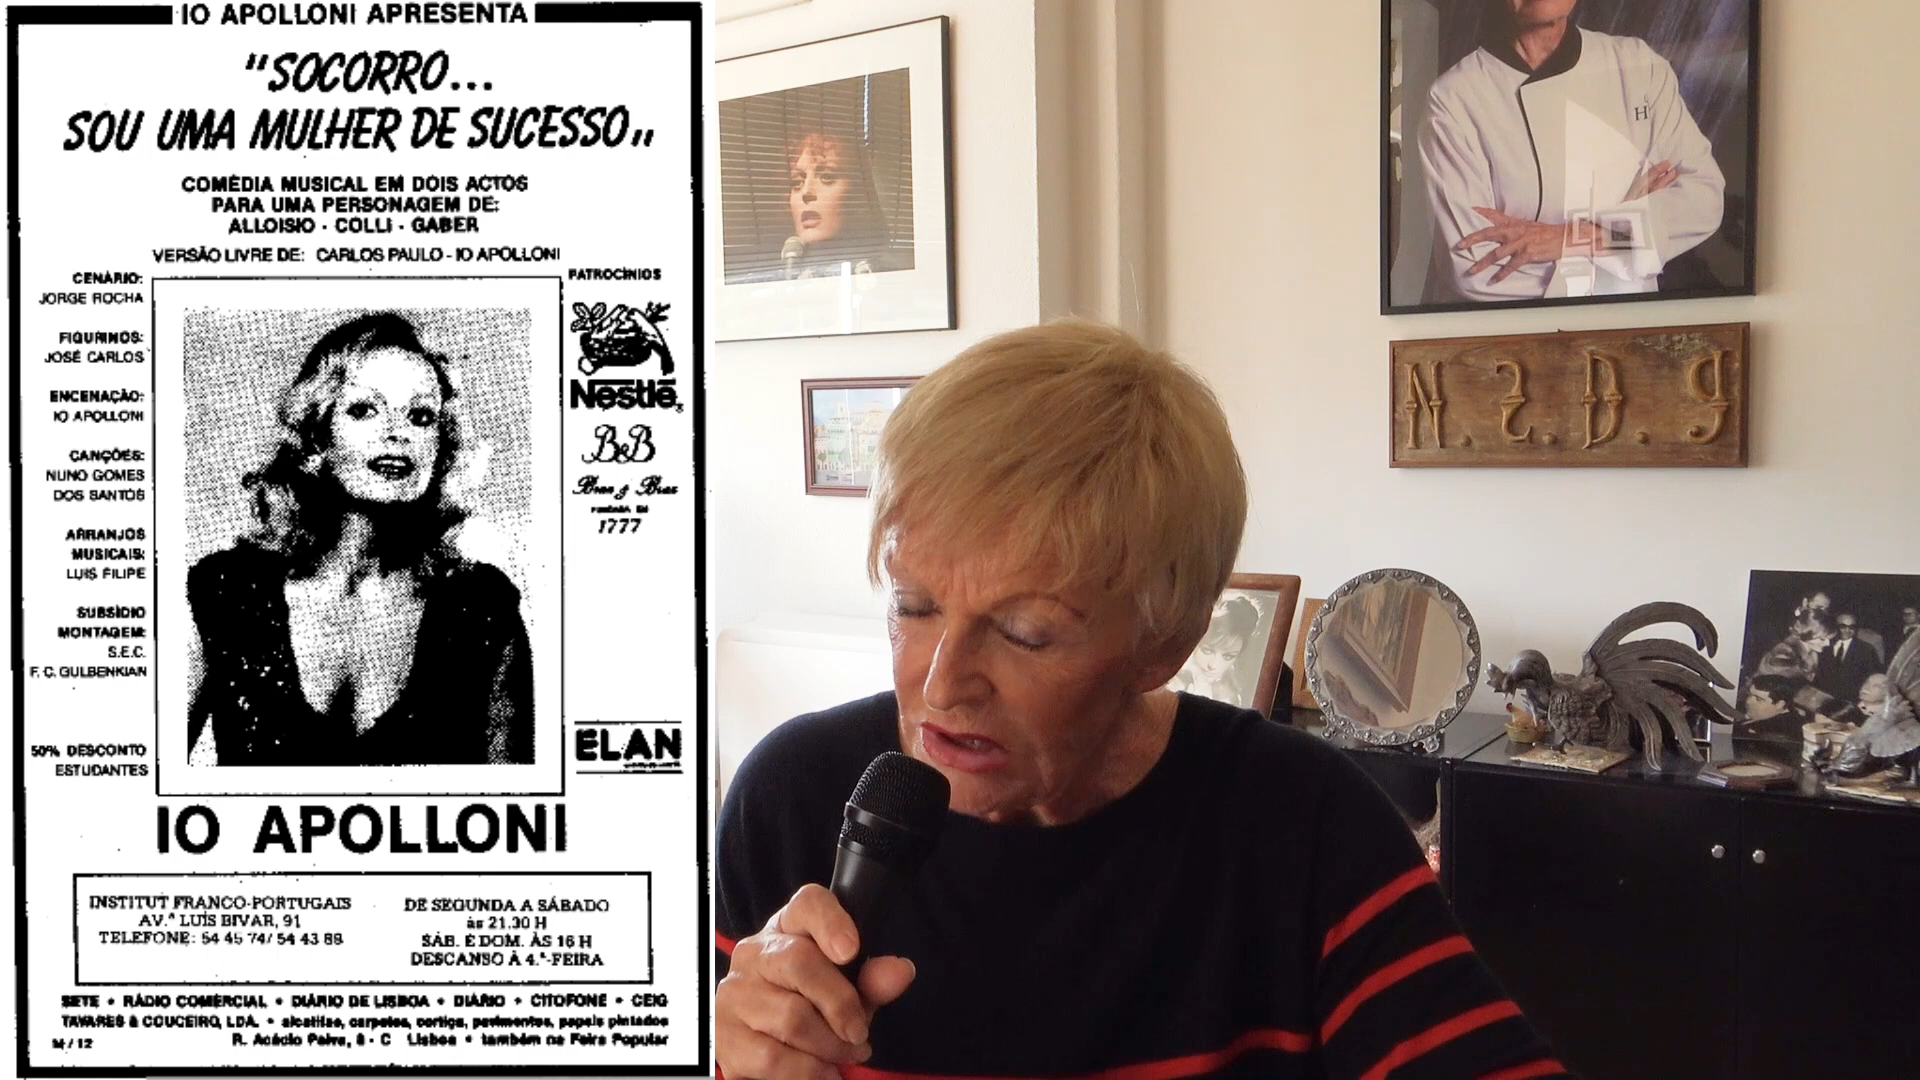 IO APOLLONI APRESENTA
"SOCORRO...
SOU UMA MULHER DE SUCESSO"
COMÉDIA MUSICAL EM DOIS ACTOS
PARA UMA PERSONAGEM DE:
ALLOISIO - COLLI - GABER
VERSÃO LIVRE DE: CARLOS PAULO - IO APOLLONI
CENÁRIO:
JORGE ROCHA
FIGURINOS:
JOSÉ CARLOS
ENCENAÇÃO:
IO APOLLONI
CANÇÕES:
NUNO GOMES
DOS SANTOS
ARRANJOS
MUSICAIS:
LUIS FILIPE
SUBSÍDIO
MONTAGEM:
S.E.C.
F. C. GULBENKIAN
50% DESCONTO
ESTUDANTES
PATROCÍNIOS
Nestlé
B&B
Braz & Braz
FUNDADA EM
1777
ÉLAN
IO APOLLONI
INSTITUT FRANCO-PORTUGAIS
AV.ª LUÍS BIVAR, 91
TELEFONE: 54 45 74/ 54 43 88
DE SEGUNDA A SÁBADO
às 21.30 H
SÁB. E DOM. ÀS 16 H
DESCANSO À 4.ª-FEIRA
SETE • RÁDIO COMERCIAL • DIÁRIO DE LISBOA • DIÁRIO • CITOFONE • CEIG
TAVARES & COUCEIRO, LDA. • alcatifas, carpetes, cortiça, pavimentos, papeis pintados
R. Acácio Paiva, 8 - C Lisboa • também na Feira Popular
M / 12
H
N.S.D.P